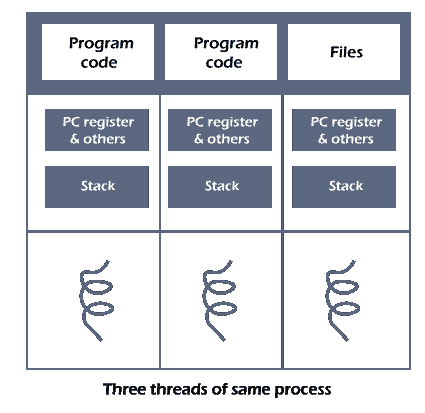 Program
code
Program
code
Files
PC register
& others
PC register
& others
PC register
& others
Stack
Stack
Stack
Three threads of same process